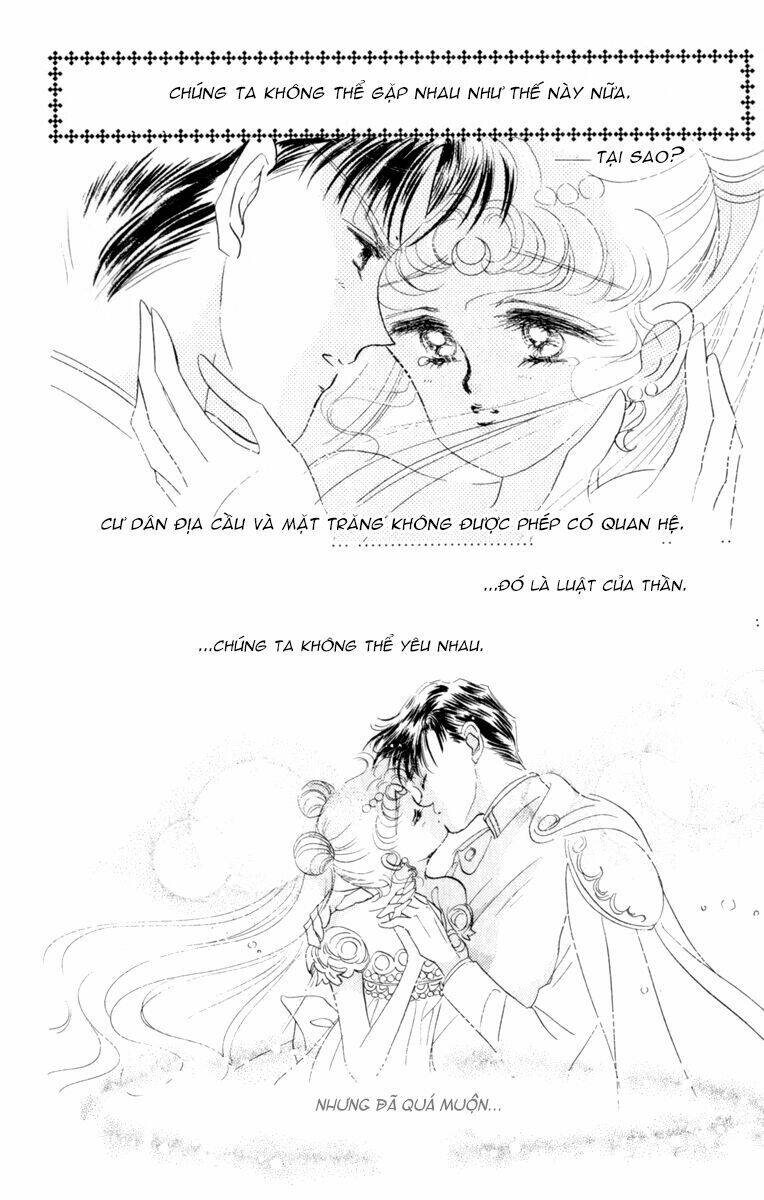 CHÚNG TA KHÔNG THỂ GẶP NHAU NHƯ THẾ NÀY NỮA.
TẠI SAO?
CƯ DÂN ĐỊA CẦU VÀ MẶT TRĂNG KHÔNG ĐƯỢC PHÉP CÓ QUAN HỆ.
...ĐÓ LÀ LUẬT CỦA THẦN.
...CHÚNG TA KHÔNG THỂ YÊU NHAU.
NHƯNG ĐÃ QUÁ MUỘN...